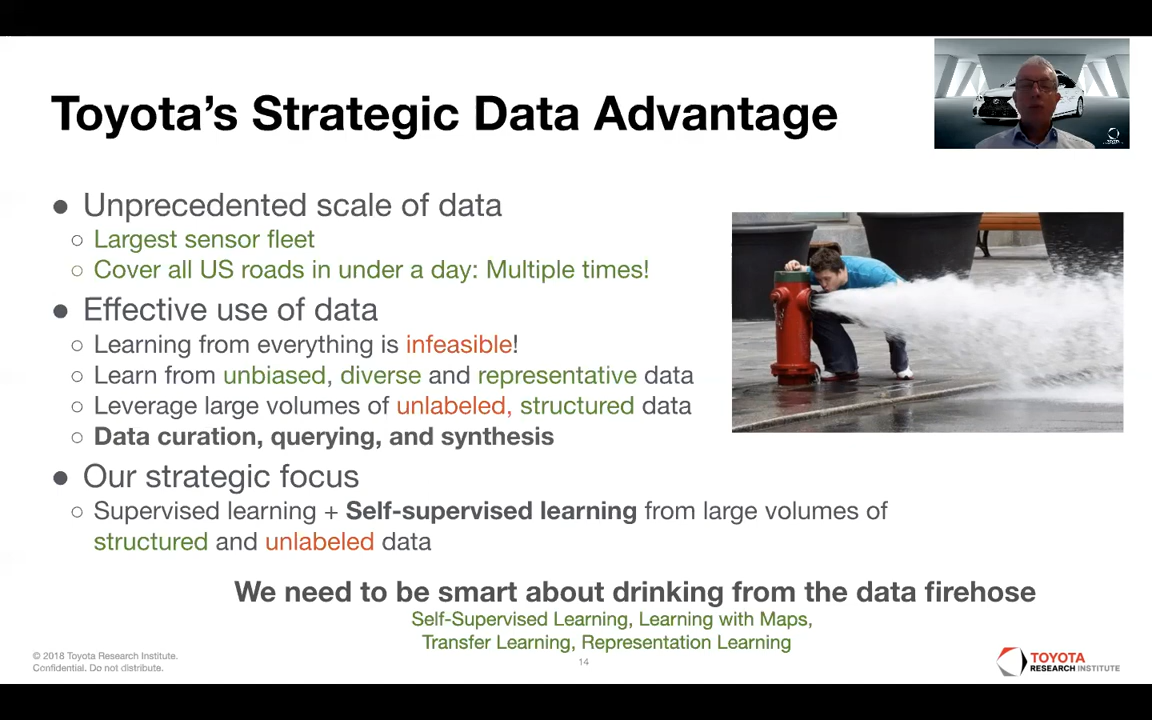 Toyota's Strategic Data Advantage
● Unprecedented scale of data
○ Largest sensor fleet
○ Cover all US roads in under a day: Multiple times!
● Effective use of data
○ Learning from everything is infeasible!
○ Learn from unbiased, diverse and representative data
○ Leverage large volumes of unlabeled, structured data
○ Data curation, querying, and synthesis
● Our strategic focus
○ Supervised learning + Self-supervised learning from large volumes of
structured and unlabeled data
We need to be smart about drinking from the data firehose
Self-Supervised Learning, Learning with Maps,
Transfer Learning, Representation Learning
© 2018 Toyota Research Institute.
Confidential. Do not distribute.
14
TOYOTA
RESEARCH INSTITUTE